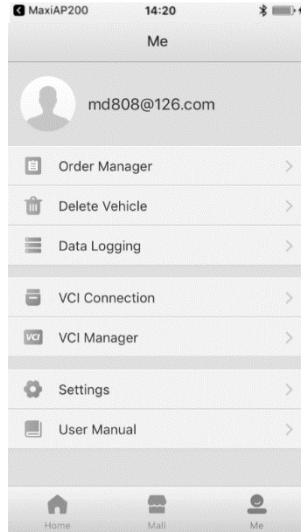 MaxiAP200 14:20
Me
md808@126.com
Order Manager
Delete Vehicle
Data Logging
VCI Connection
VCI VCI Manager
Settings
User Manual
Home Mall Me